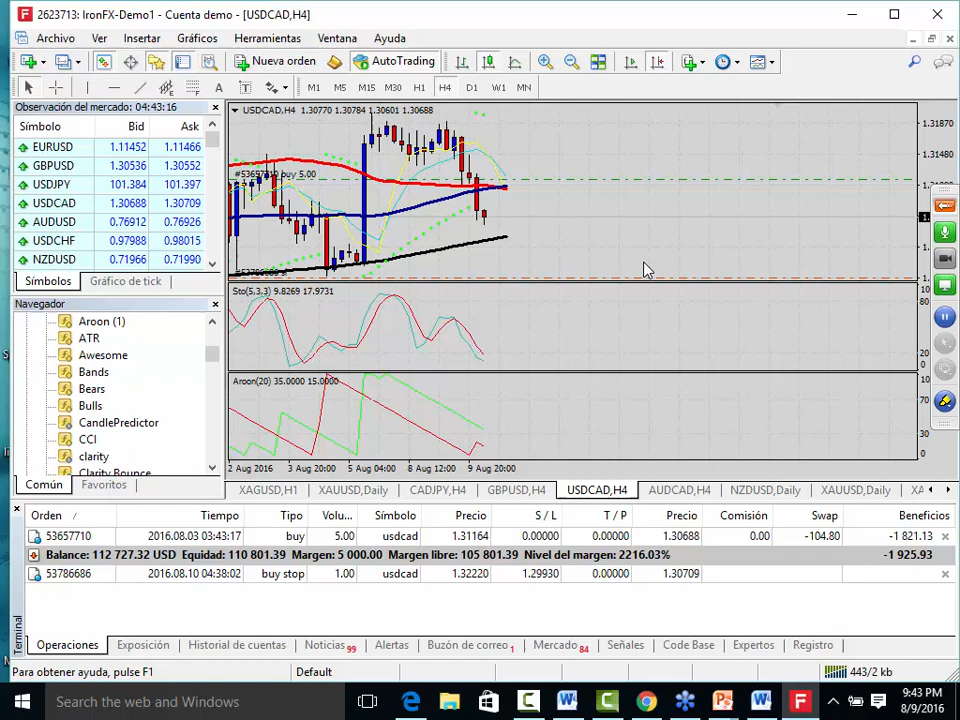 2623713: IronFX-Demo1 - Cuenta demo - [USDCAD,H4]
Archivo Ver Insertar Gráficos Herramientas Ventana Ayuda
Nueva orden AutoTrading
A T M1 M5 M15 M30 H1 H4 D1 W1 MN
Observación del mercado: 04:43:16
Símbolo Bid Ask
EURUSD 1.11452 1.11466
GBPUSD 1.30536 1.30552
USDJPY 101.384 101.397
USDCAD 1.30688 1.30709
AUDUSD 0.76912 0.76926
USDCHF 0.97988 0.98015
NZDUSD 0.71966 0.71990
Símbolos Gráfico de tick
Navegador
Aroon (1)
ATR
Awesome
Bands
Bears
Bulls
CandlePredictor
CCI
clarity
Clarity Bounce
Común Favoritos
USDCAD,H4 1.30770 1.30784 1.30601 1.30688
1.31870
1.31480
buy 5.00
Sto(5,3,3) 9.8269 17.9731
80
20
0
Aroon(20) 35.0000 15.0000
70
30
0
2 Aug 2016 3 Aug 20:00 5 Aug 04:00 8 Aug 12:00 9 Aug 20:00
XAGUSD,H1 XAUUSD,Daily CADJPY,H4 GBPUSD,H4 USDCAD,H4 AUDCAD,H4 NZDUSD,Daily XAUUSD,Daily
Orden Tiempo Tipo Volu... Símbolo Precio S / L T / P Precio Comisión Swap Beneficios
53657710 2016.08.03 03:43:17 buy 5.00 usdcad 1.31164 0.00000 0.00000 1.30688 0.00 -104.80 -1 821.13
Balance: 112 727.32 USD Equidad: 110 801.39 Margen: 5 000.00 Margen libre: 105 801.39 Nivel del margen: 2216.03% -1 925.93
53786686 2016.08.10 04:38:02 buy stop 1.00 usdcad 1.32220 1.29930 0.00000 1.30709
Terminal
Operaciones Exposición Historial de cuentas Noticias 99 Alertas Buzón de correo 1 Mercado 84 Señales Code Base Expertos Registro
Para obtener ayuda, pulse F1 Default 443/2 kb
Search the web and Windows
9:43 PM
8/9/2016